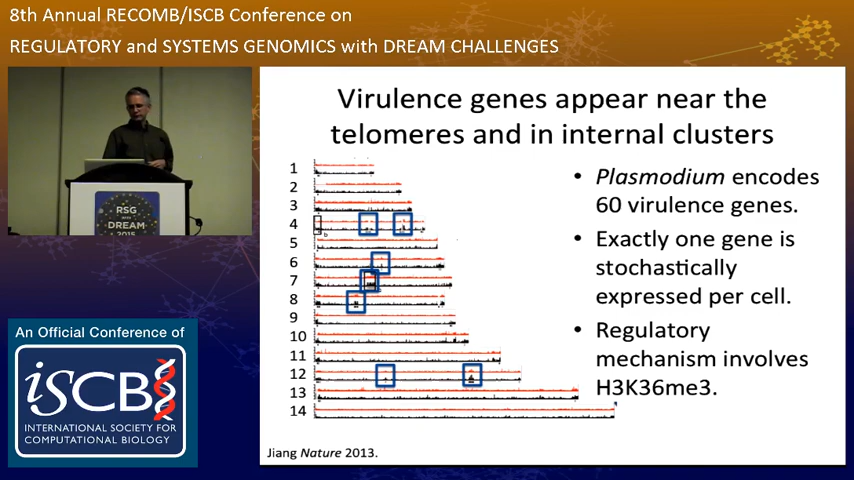 8th Annual RECOMB/ISCB Conference on
REGULATORY and SYSTEMS GENOMICS with DREAM CHALLENGES
RSG
with
DREAM
2015
An Official Conference of
iSCB
INTERNATIONAL SOCIETY FOR
COMPUTATIONAL BIOLOGY
Virulence genes appear near the
telomeres and in internal clusters
1
2
3
4
b
5
6
7
8
9
10
11
12
13
14
• Plasmodium encodes
60 virulence genes.
• Exactly one gene is
stochastically
expressed per cell.
• Regulatory
mechanism involves
H3K36me3.
Jiang Nature 2013.